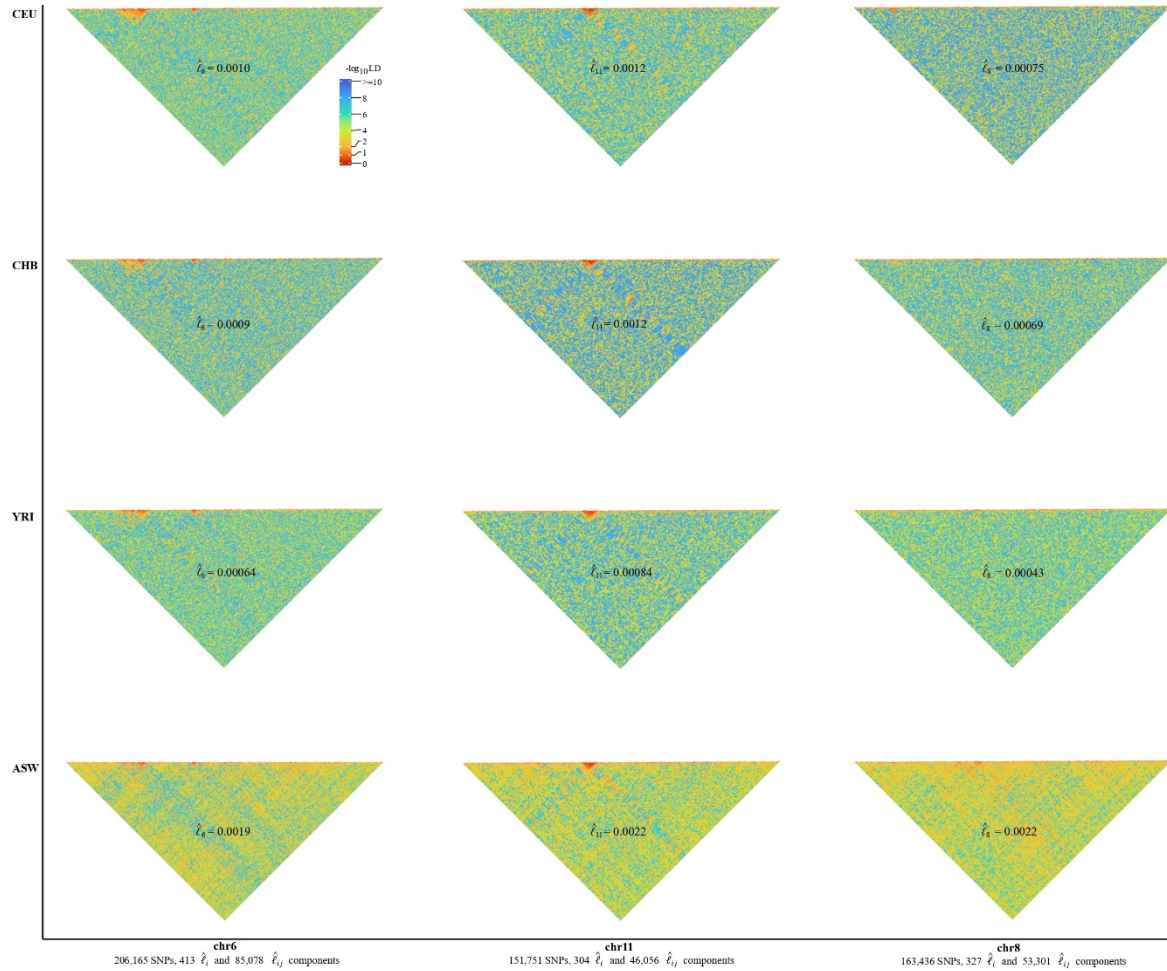 CEU
ℓ̂₆ = 0.0010
ℓ̂₁₁ = 0.0012
ℓ̂₈ = 0.00075
-log₁₀LD
>=10
8
6
4
2
1
0
CHB
ℓ̂₆ = 0.0009
ℓ̂₁₁ = 0.0012
ℓ̂₈ = 0.00069
YRI
ℓ̂₆ = 0.00064
ℓ̂₁₁ = 0.00084
ℓ̂₈ = 0.00043
ASW
ℓ̂₆ = 0.0019
ℓ̂₁₁ = 0.0022
ℓ̂₈ = 0.0022
chr6
206,165 SNPs, 413 ℓ̂ᵢ and 85,078 ℓ̂ᵢⱼ components
chr11
151,751 SNPs, 304 ℓ̂ᵢ and 46,056 ℓ̂ᵢⱼ components
chr8
163,436 SNPs, 327 ℓ̂ᵢ and 53,301 ℓ̂ᵢⱼ components